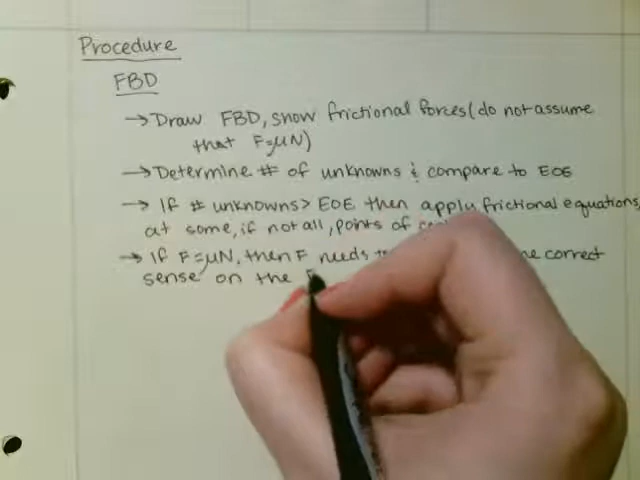 Procedure
FBD
→ Draw FBD, show frictional forces (do not assume
that F=μN)
→ Determine # of unknowns & compare to EOE
→ If # unknowns > EOE then apply frictional equations
at some, if not all, points of
→ If F=μN, then F needs correct
sense on the